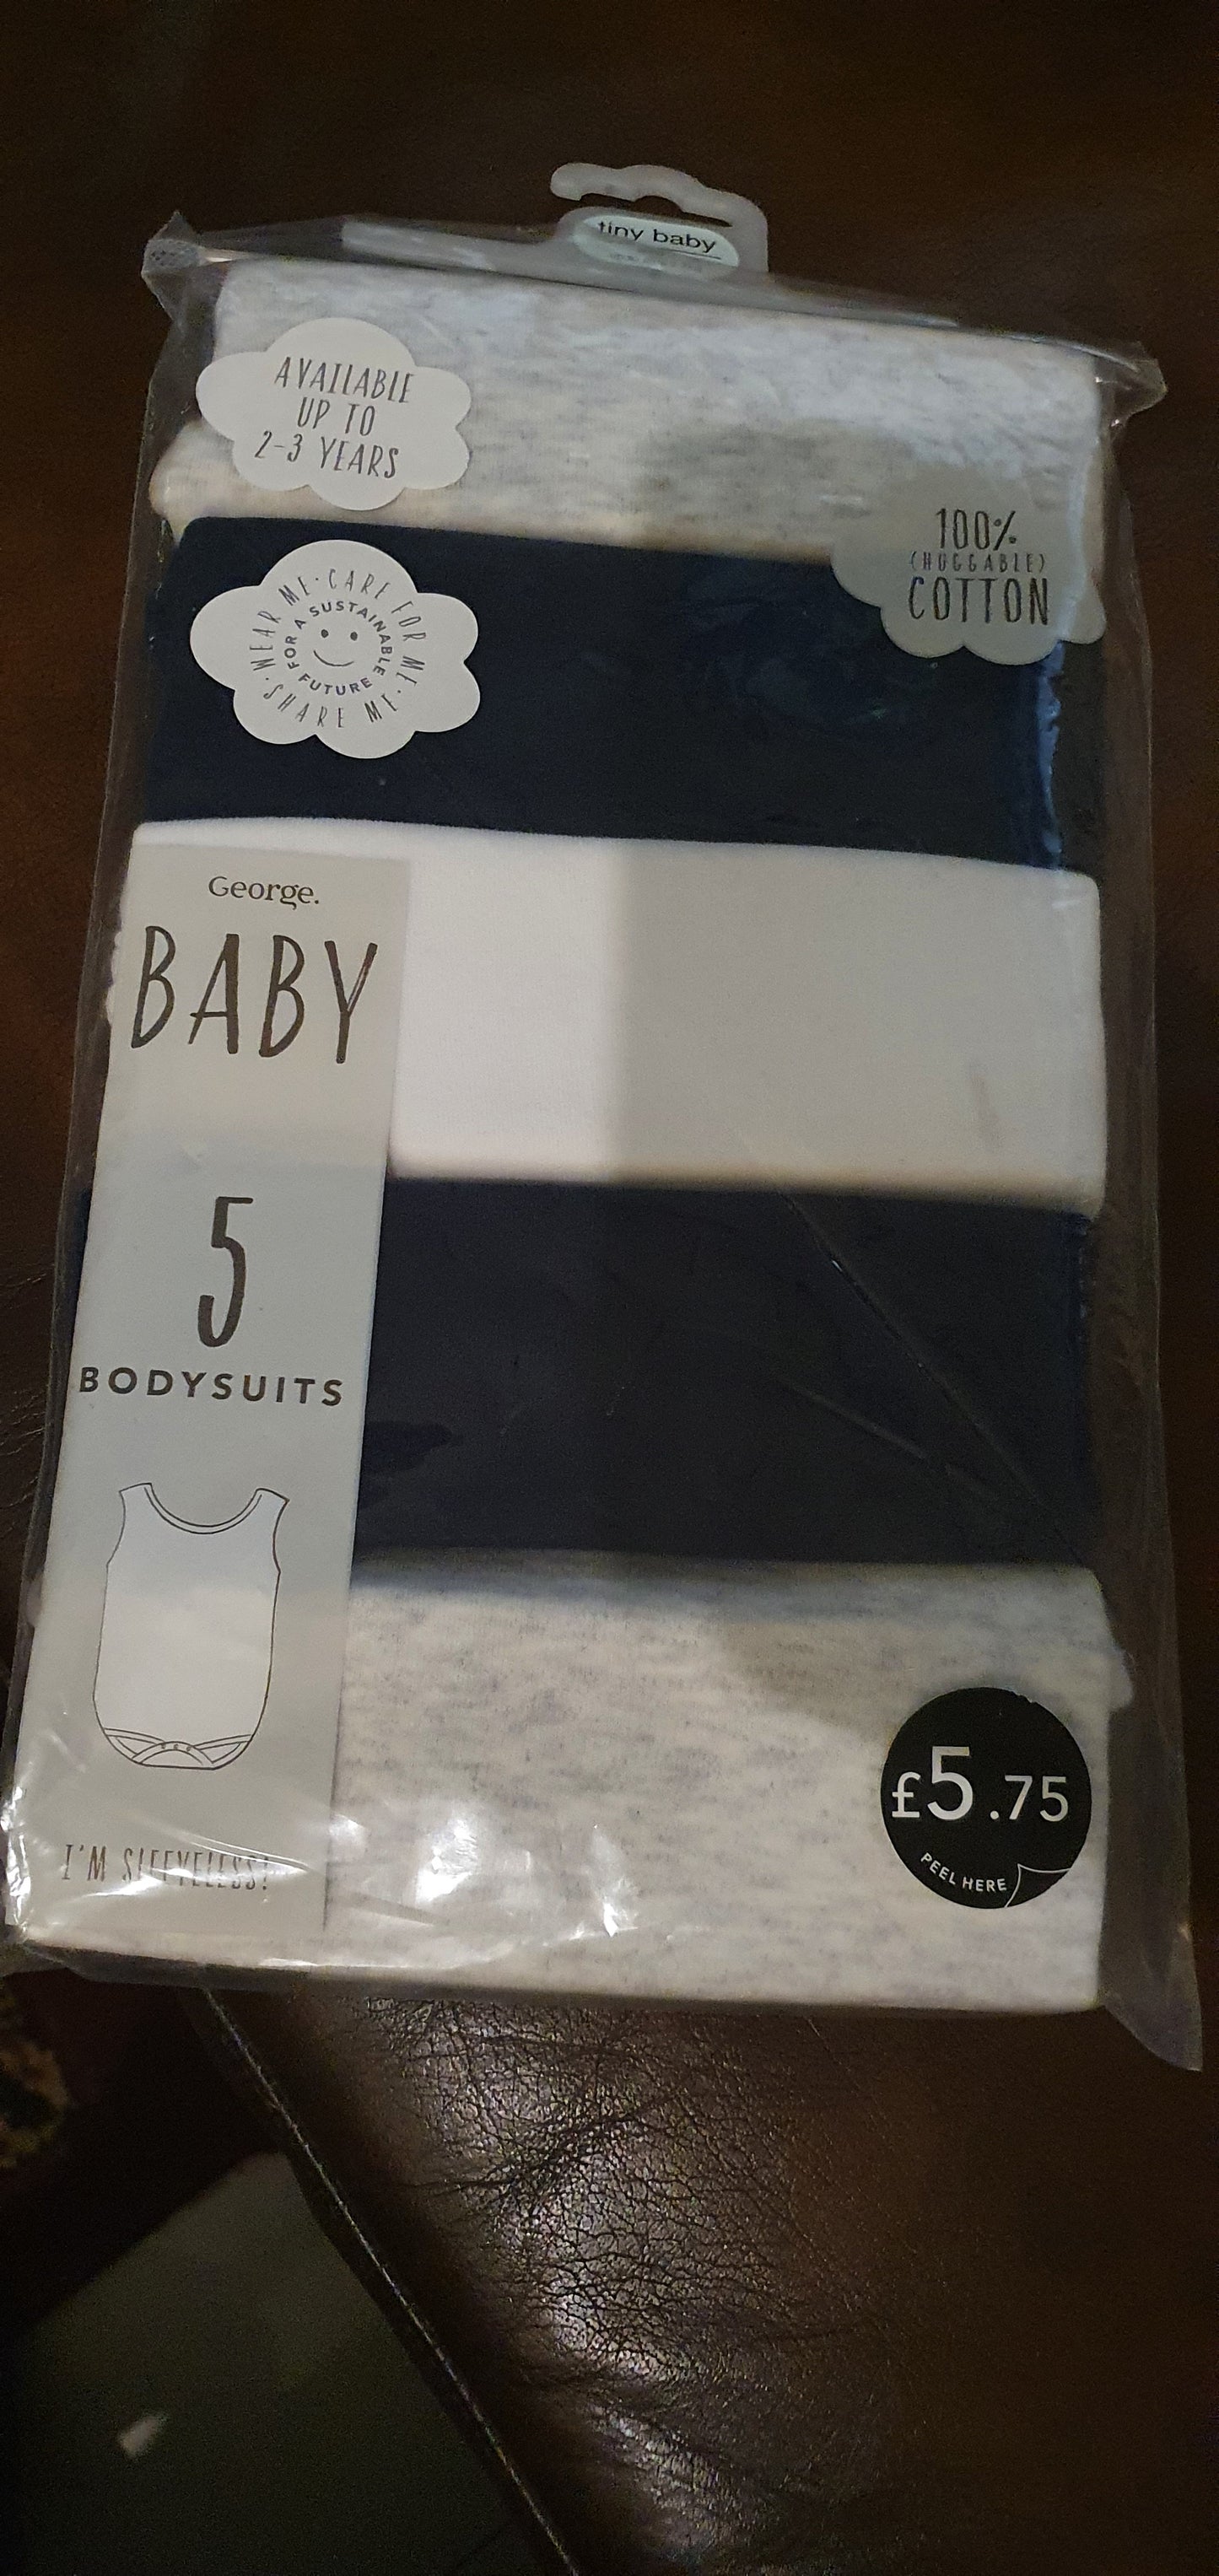 tiny baby
AVAILABLE
UP TO
2-3 YEARS
100%
(HUGGABLE)
COTTON
WEAR ME · CARE FOR ME · SHARE ME ·
FOR A SUSTAINABLE FUTURE
George.
BABY
5
BODYSUITS
I'M SLEEVELESS!
£5.75
PEEL HERE